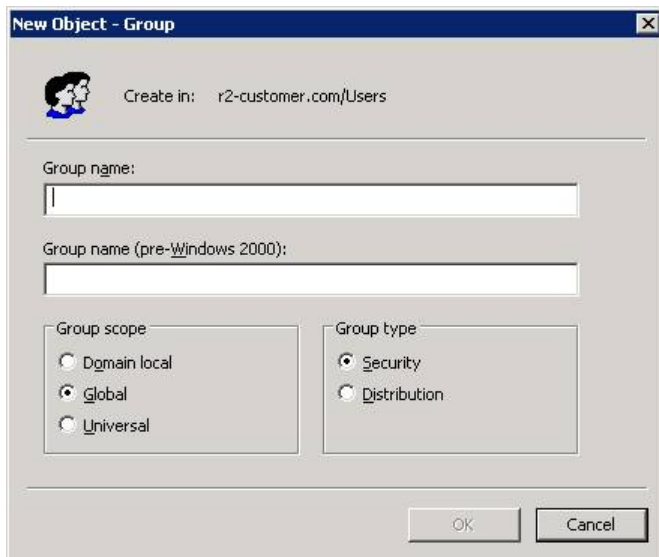 New Object - Group
Create in: r2-customer.com/Users
Group name:
Group name (pre-Windows 2000):
Group scope
Domain local
Global
Universal
Group type
Security
Distribution
OK
Cancel